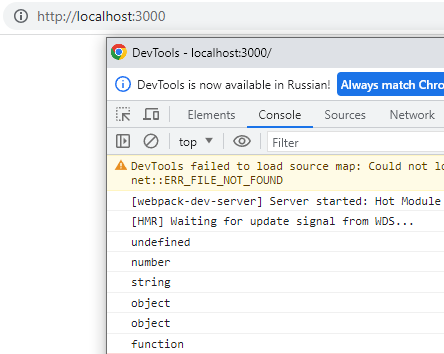 http://localhost:3000
DevTools - localhost:3000/
DevTools is now available in Russian! Always match Chro
Elements Console Sources Network
top Filter
DevTools failed to load source map: Could not lo
net::ERR_FILE_NOT_FOUND
[webpack-dev-server] Server started: Hot Module
[HMR] Waiting for update signal from WDS...
undefined
number
string
object
object
function